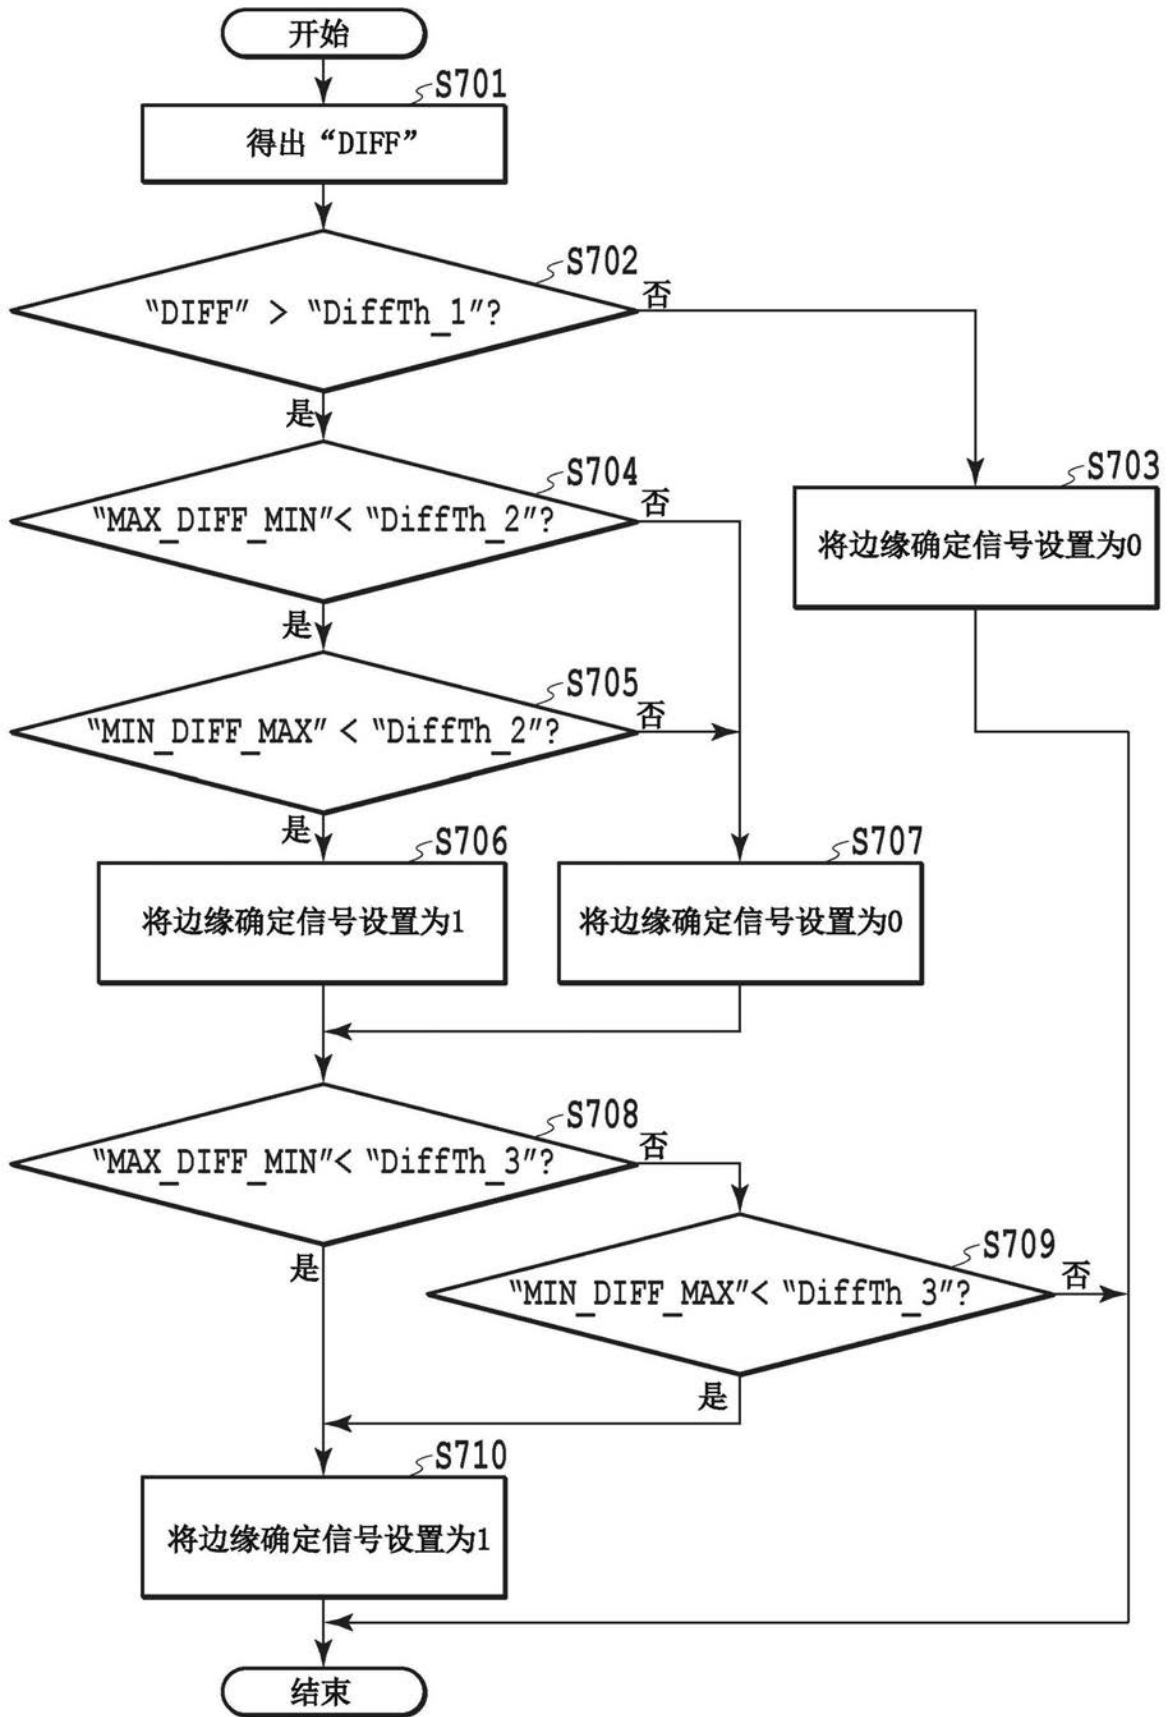 开始
S701
得出“DIFF”
S702
“DIFF” > “DiffTh_1”?
否
是
S703
将边缘确定信号设置为0
S704
“MAX_DIFF_MIN”< “DiffTh_2”?
否
是
S705
“MIN_DIFF_MAX” < “DiffTh_2”?
否
是
S706
将边缘确定信号设置为1
S707
将边缘确定信号设置为0
S708
“MAX_DIFF_MIN”< “DiffTh_3”?
否
是
S709
“MIN_DIFF_MAX”< “DiffTh_3”?
否
是
S710
将边缘确定信号设置为1
结束